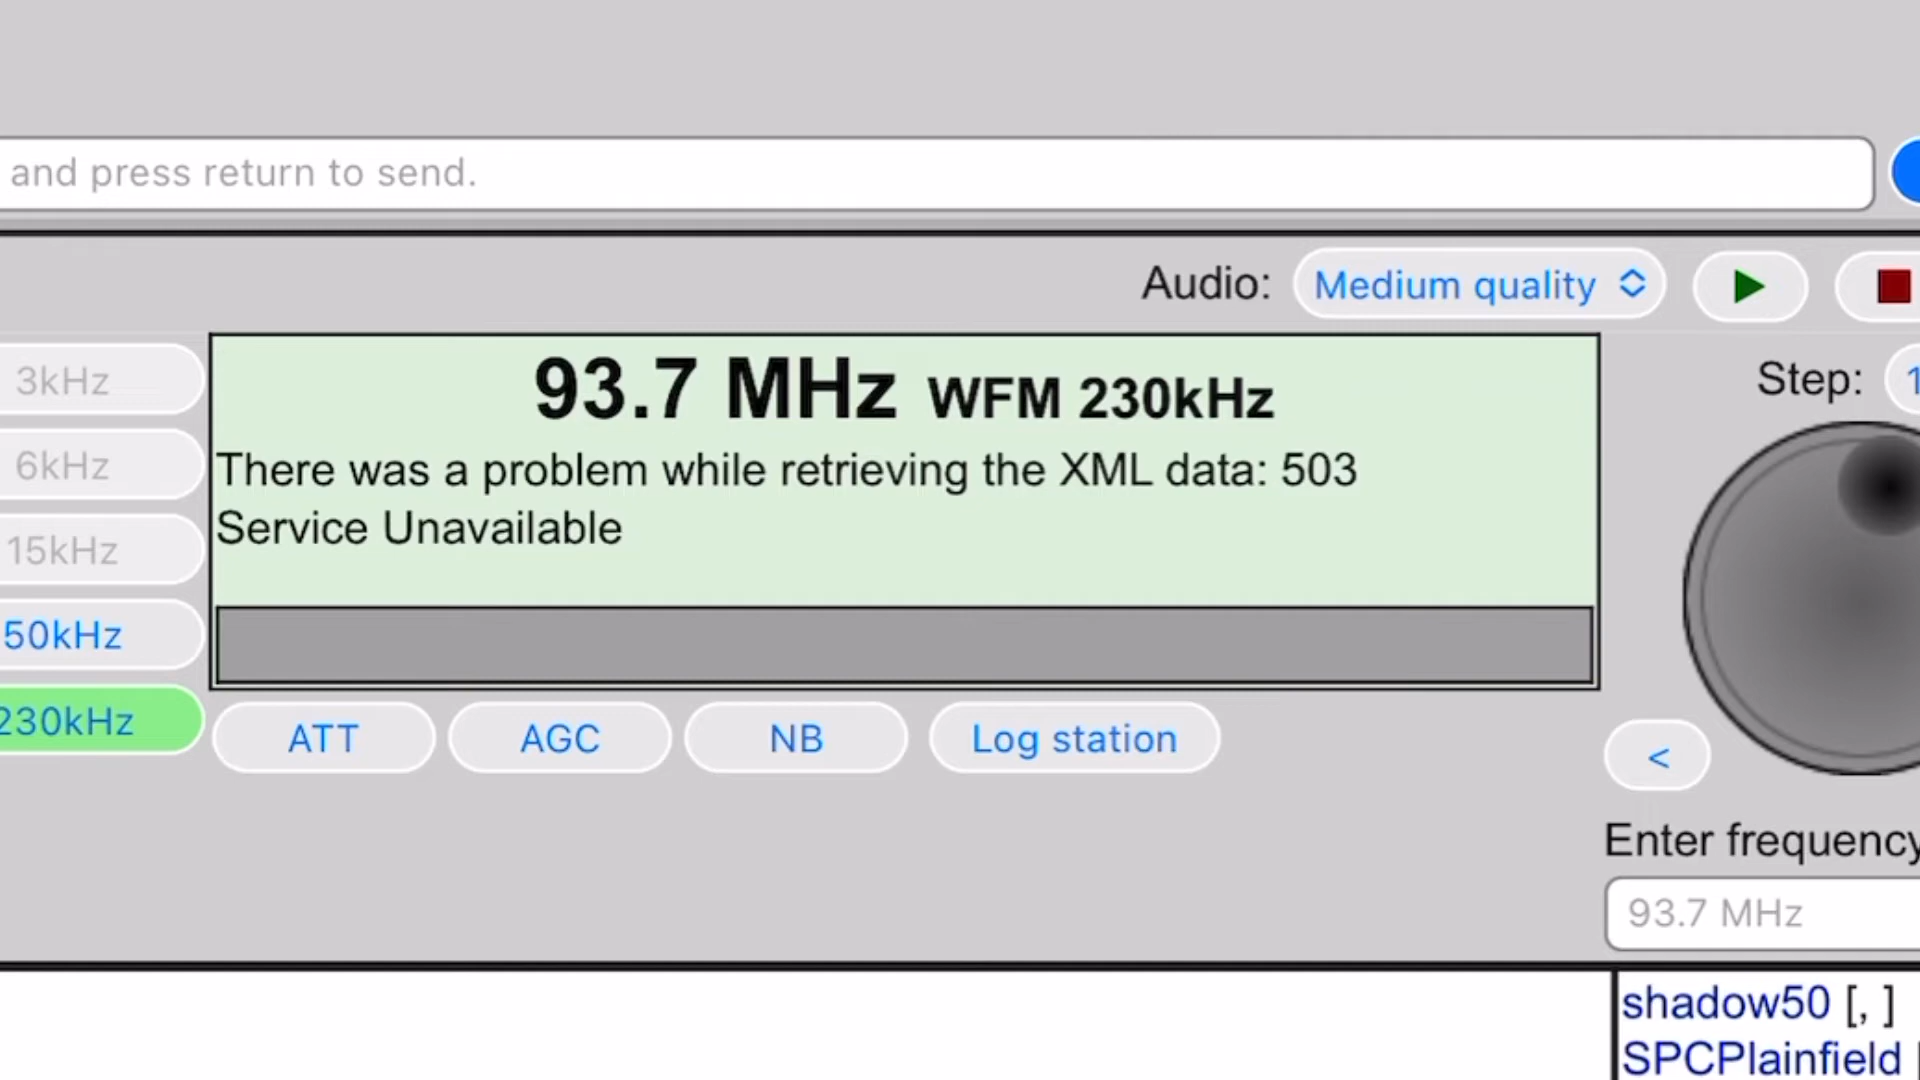 and press return to send.
Audio: Medium quality
3kHz
93.7 MHz WFM 230kHz
Step: 1
6kHz
There was a problem while retrieving the XML data: 503
Service Unavailable
15kHz
50kHz
230kHz
ATT AGC NB Log station
<
Enter frequency
93.7 MHz
shadow50 [, ]
SPCPlainfield [